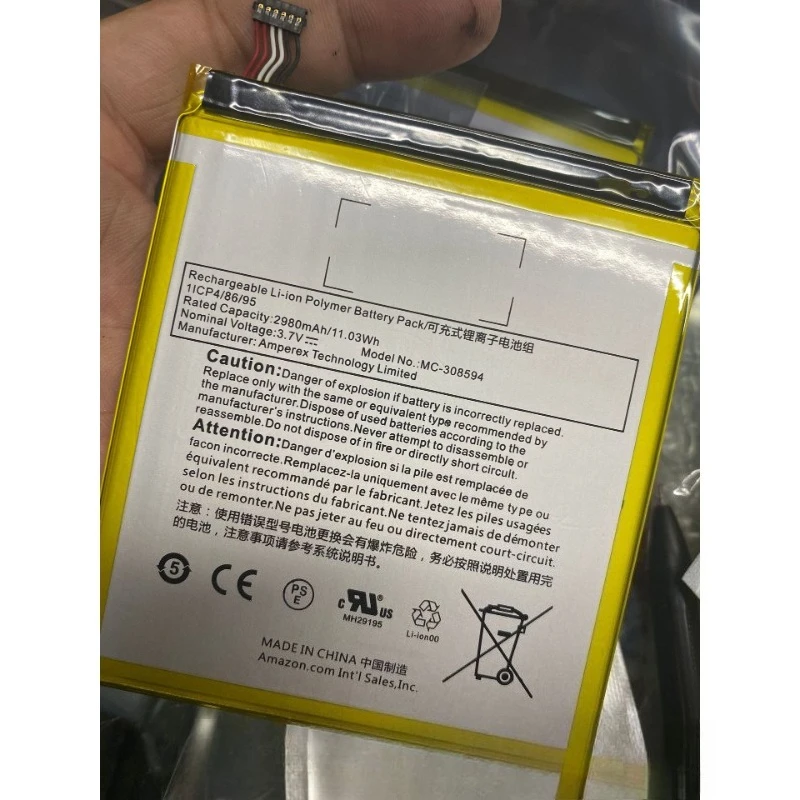 Rechargeable Li-ion Polymer Battery Pack/可充式锂离子电池组
1ICP4/86/95
Rated Capacity:2980mAh/11.03Wh
Nominal Voltage:3.7V⎓ Model No.:MC-308594
Manufacturer: Amperex Technology Limited
Caution:Danger of explosion if battery is incorrectly replaced.
Replace only with the same or equivalent type recommended by
the manufacturer.Dispose of used batteries according to the
manufacturer's instructions.Never attempt to disassemble or
reassemble.Do not dispose of in fire or directly short circuit.
Attention:Danger d'explosion si la pile est remplacée de
facon incorrecte.Remplacez-la uniquement avec le même type ou
équivalent recommandé par le fabricant.Jetez les piles usagées
selon les instructions du fabricant.Ne tentez jamais de démonter
ou de remonter.Ne pas jeter au feu ou directement court-circuit.
注意：使用错误型号电池更换会有爆炸危险，务必按照说明处置用完
的电池，注意事项请参考系统说明书。
5 CE PS E c RU ® us Li-ion00
MH29195
MADE IN CHINA 中国制造
Amazon.com Int'l Sales,Inc.